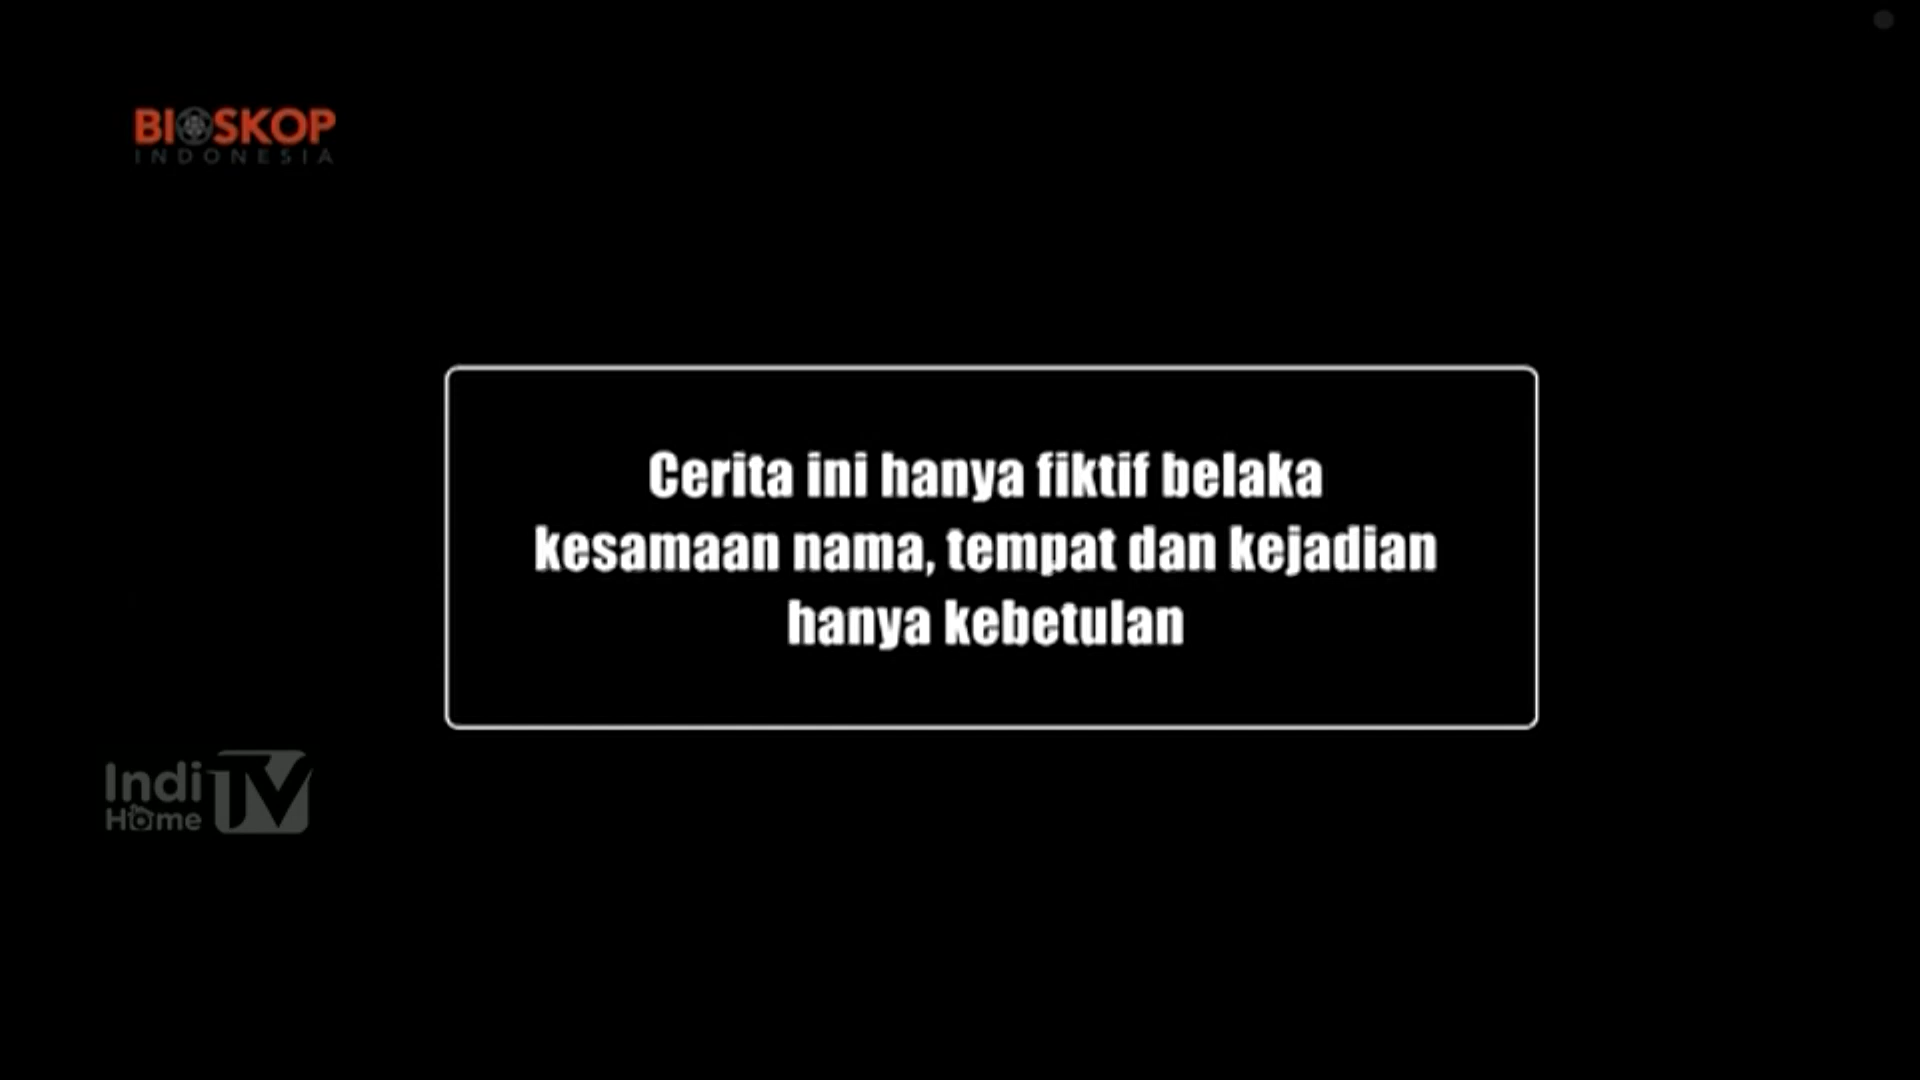 BIOSKOP
INDONESIA
Cerita ini hanya fiktif belaka
kesamaan nama, tempat dan kejadian
hanya kebetulan
Indi TV
Home